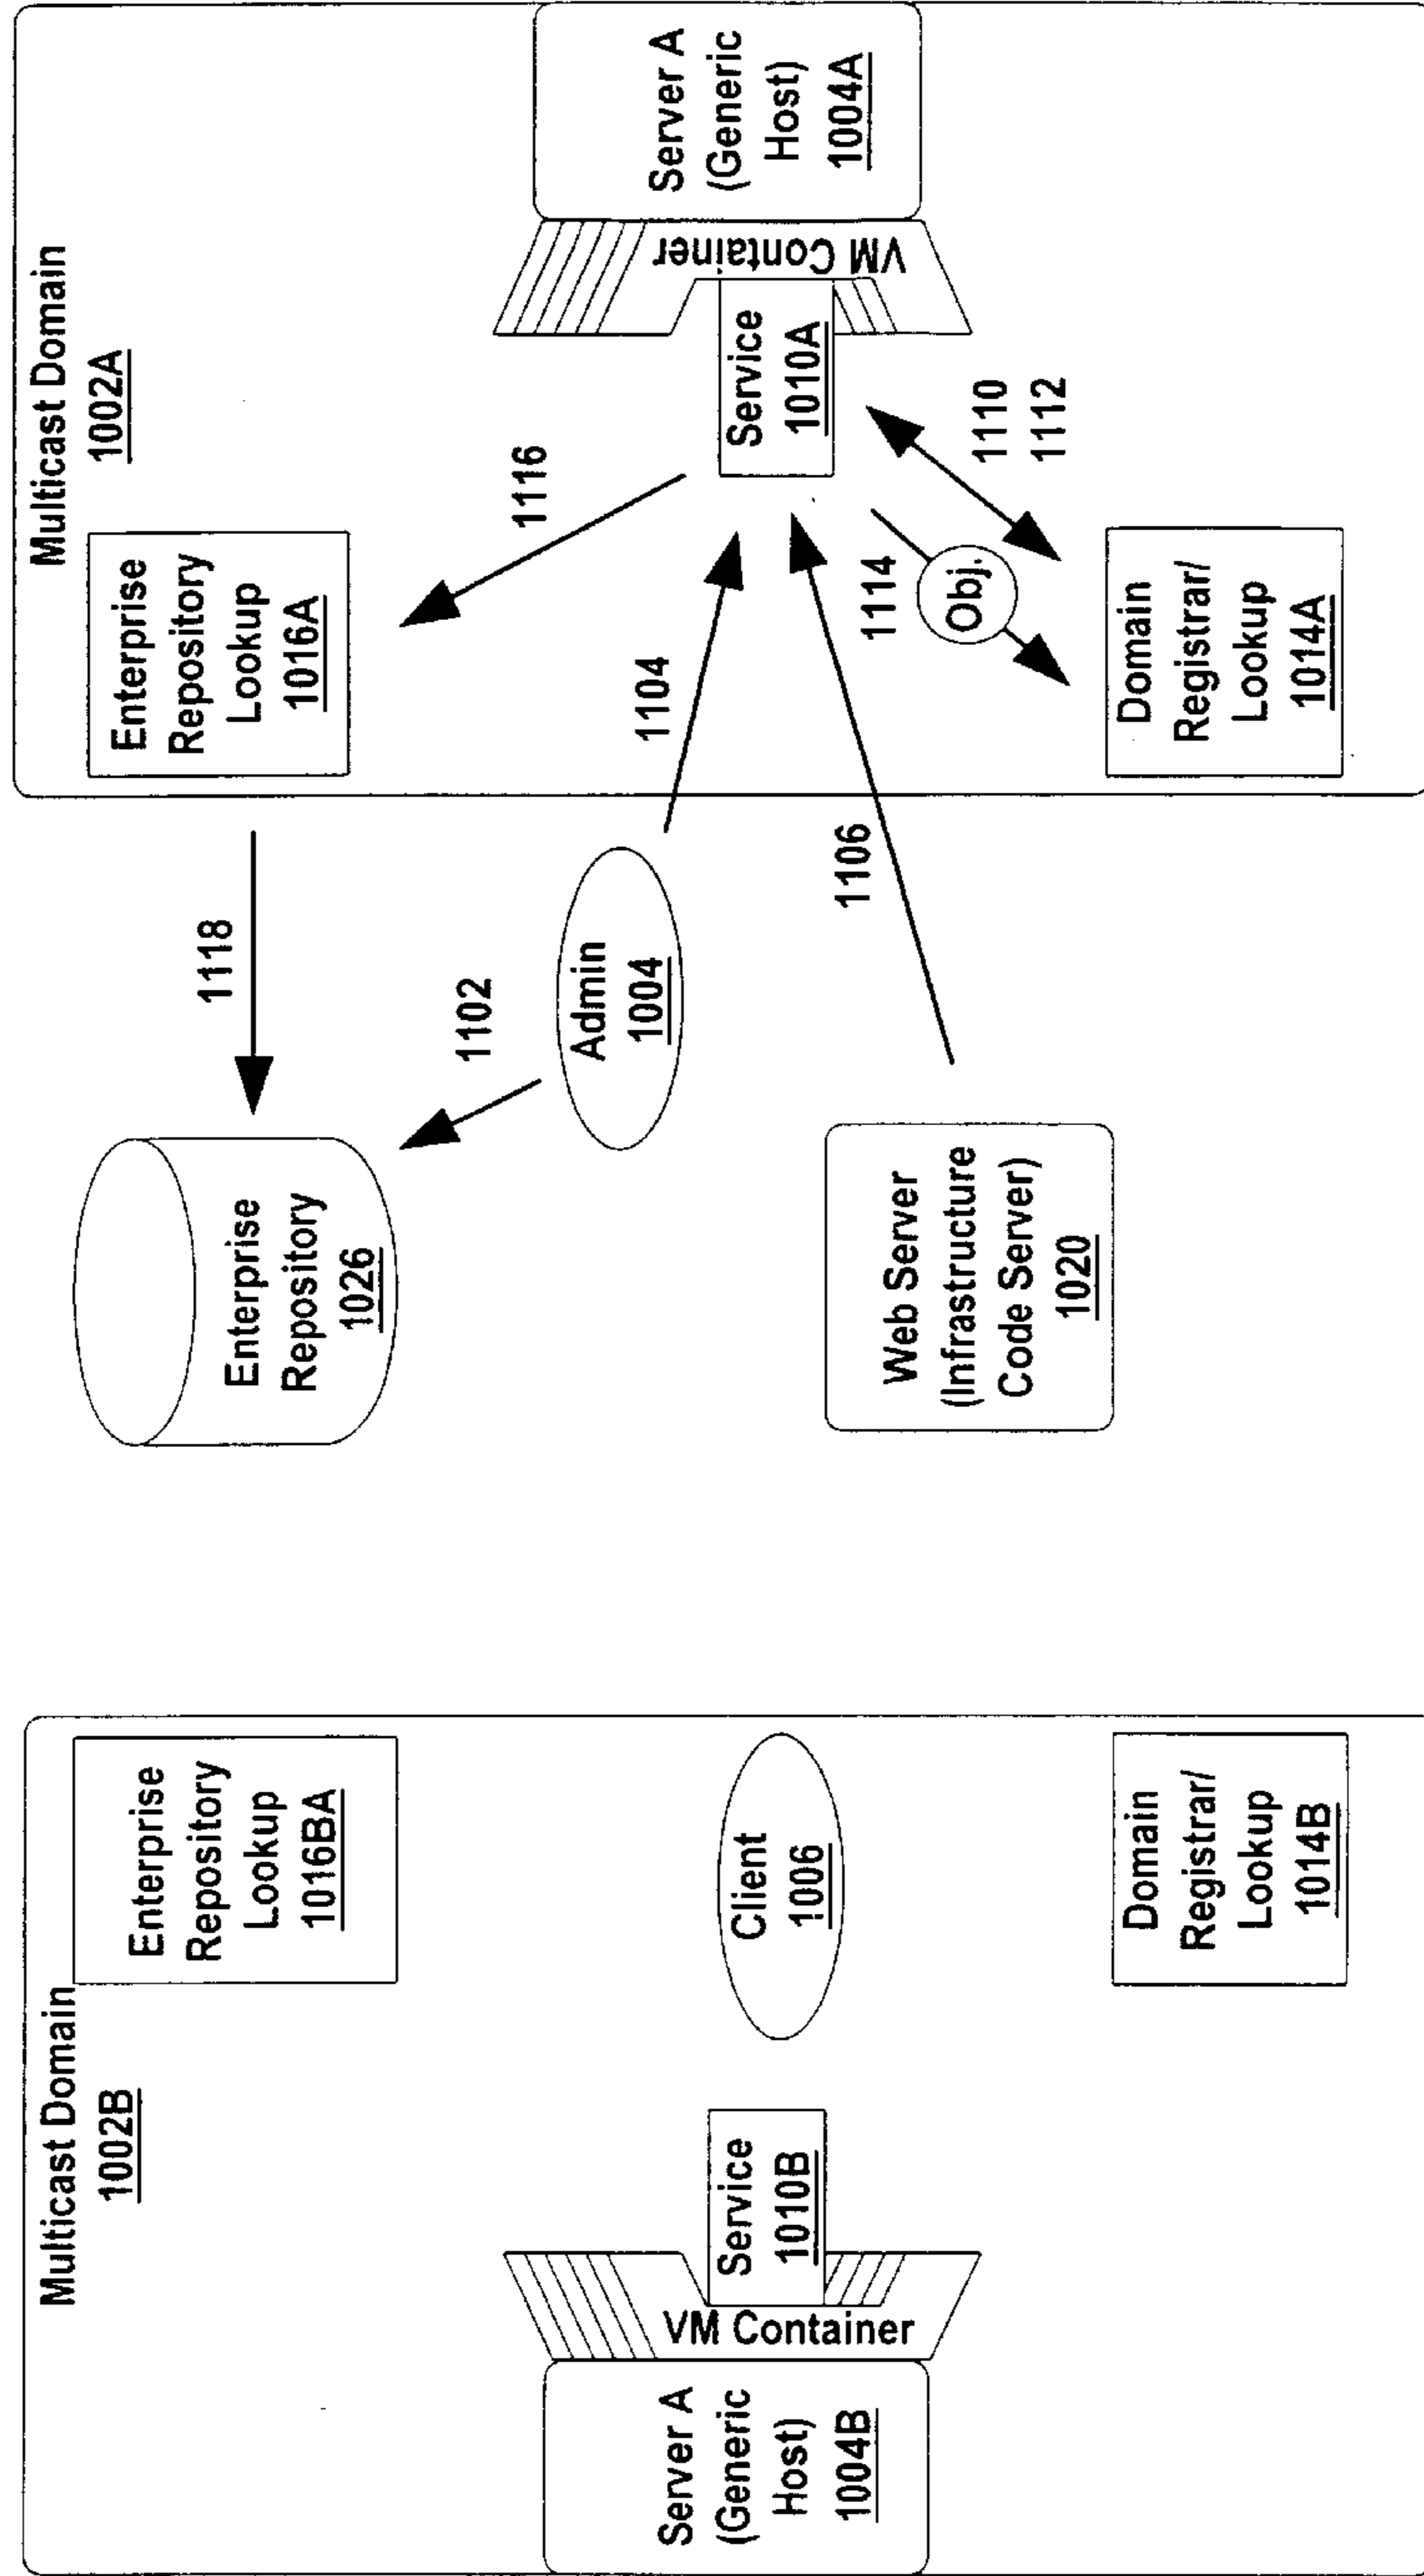 Multicast Domain
1002B
Enterprise
Repository
Lookup
1016BA
Server A
(Generic
Host)
1004B
VM Container
Service
1010B
Client
1006
Domain
Registrar/
Lookup
1014B
Enterprise
Repository
1026
1118
1102
Admin
1004
Web Server
(Infrastructure
Code Server)
1020
1104
1106
Multicast Domain
1002A
Enterprise
Repository
Lookup
1016A
1116
Service
1010A
VM Container
Server A
(Generic
Host)
1004A
1114
Obj.
1110
1112
Domain
Registrar/
Lookup
1014A